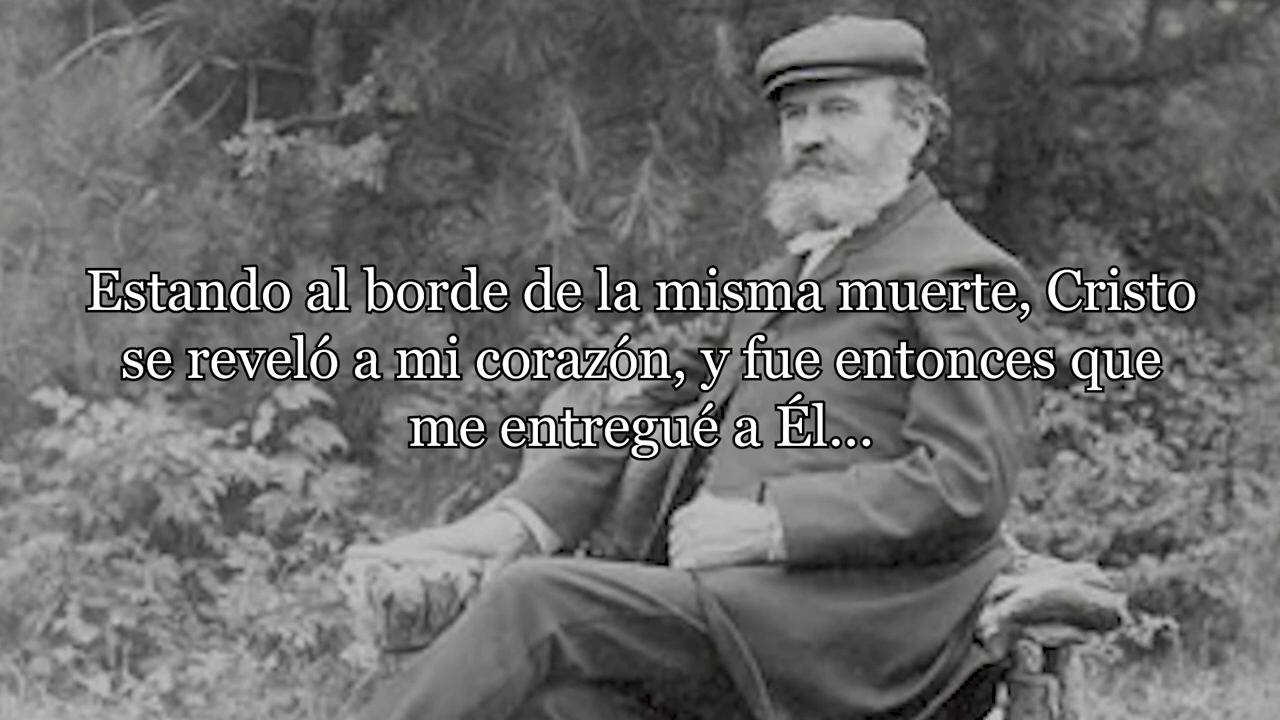 Estando al borde de la misma muerte, Cristo
se reveló a mi corazón, y fue entonces que
me entregué a Él...